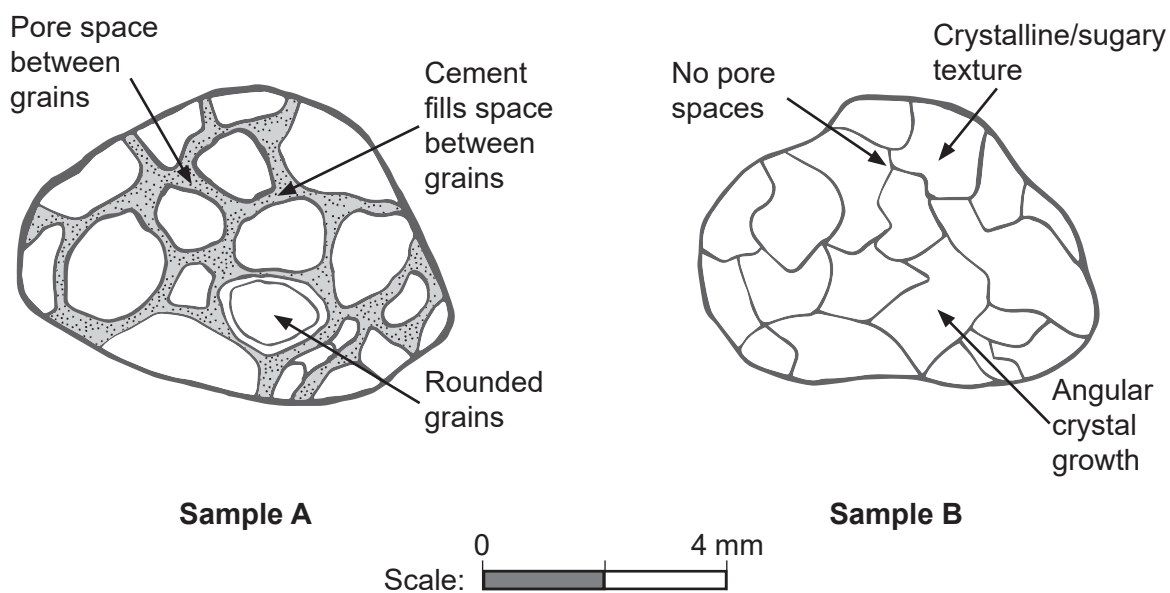 Pore space
between
grains
Cement
fills space
between
grains
Rounded
grains
Sample A
No pore
spaces
Crystalline/sugary
texture
Angular
crystal
growth
Sample B
0
4 mm
Scale: